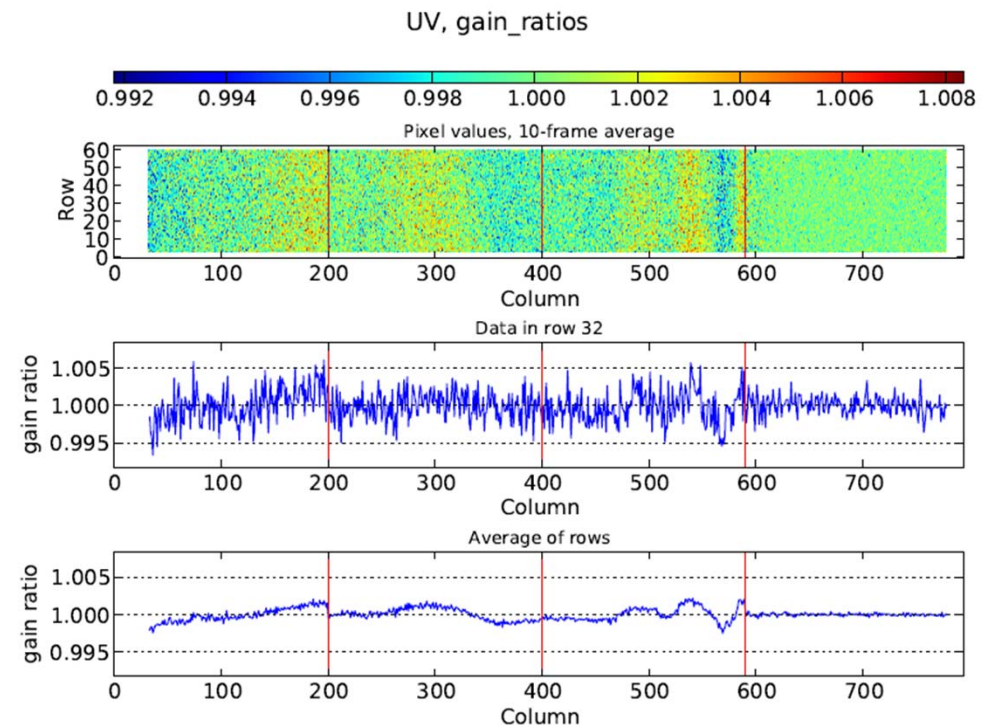 UV, gain_ratios
0.992 0.994 0.996 0.998 1.000 1.002 1.004 1.006 1.008
Pixel values, 10-frame average
Row
60
50
40
30
20
10
0
0 100 200 300 400 500 600 700
Column
Data in row 32
gain ratio
1.005
1.000
0.995
0 100 200 300 400 500 600 700
Column
Average of rows
gain ratio
1.005
1.000
0.995
0 100 200 300 400 500 600 700
Column